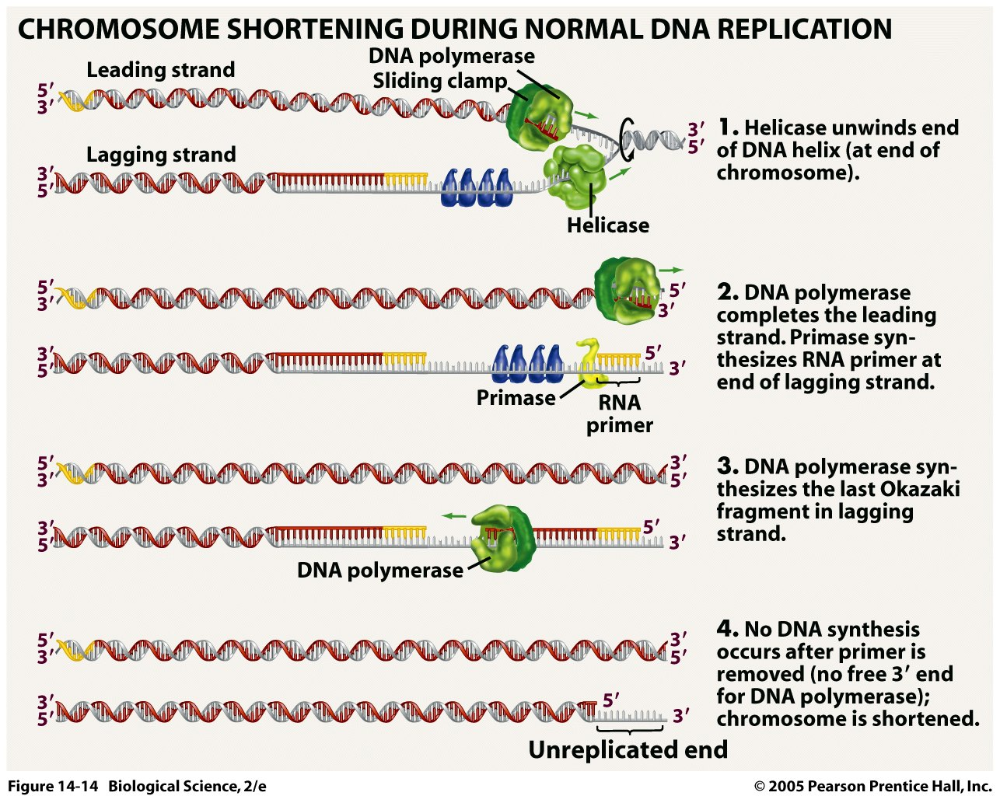 CHROMOSOME SHORTENING DURING NORMAL DNA REPLICATION
DNA polymerase
Leading strand
Sliding clamp
5′
3′
3′
5′
1. Helicase unwinds end
of DNA helix (at end of
chromosome).
Lagging strand
3′
5′
Helicase
5′
3′
5′
3′
2. DNA polymerase
completes the leading
strand. Primase syn-
thesizes RNA primer at
end of lagging strand.
3′
5′
5′
3′
Primase
RNA
primer
5′
3′
3′
5′
3. DNA polymerase syn-
thesizes the last Okazaki
fragment in lagging
strand.
3′
5′
5′
3′
DNA polymerase
5′
3′
3′
5′
4. No DNA synthesis
occurs after primer is
removed (no free 3′ end
for DNA polymerase);
chromosome is shortened.
3′
5′
5′
3′
Unreplicated end
Figure 14-14 Biological Science, 2/e
© 2005 Pearson Prentice Hall, Inc.